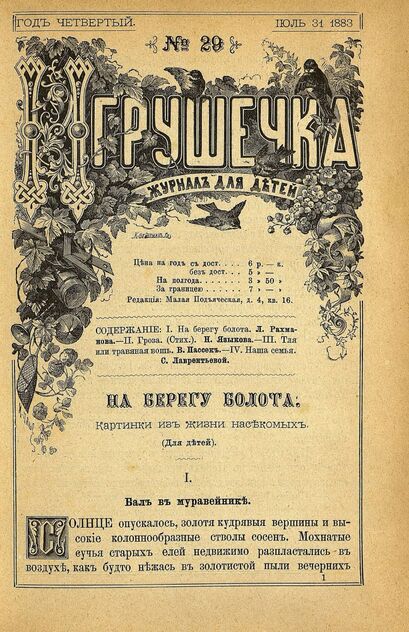 ГОДЪ ЧЕТВЕРТЫЙ. ІЮЛЬ 31 1883
№ 29
ИГРУШЕЧКА
ЖУРНАЛЪ ДЛЯ ДѢТЕЙ
Цѣна на годъ съ дост. . . . 6 р. — к.
безъ дост. . . 5 » — »
На полгода. . . . . . . 3 » 50 »
За границею . . . . . . 7 » — »
Редакція: Малая Подъяческая, д. 4, кв. 16.
СОДЕРЖАНІЕ: I. На берегу болота. Л. Рахма-
нова.—II. Гроза. (Стих.). Н. Языкова.—III. Тля
или травяная вошь. В. Пассекъ.—IV. Наша семья.
С. Лаврентьевой.
НА БЕРЕГУ БОЛОТА.
Картинки изъ жизни насѣкомыхъ.
(Для дѣтей).
I.
Балъ въ муравейникѣ.
СОЛНЦЕ опускалось, золотя кудрявыя вершины и вы-
сокіе колоннообразные стволы сосенъ. Мохнатые
сучья старыхъ елей недвижимо распластались въ
воздухѣ, какъ будто нѣжась въ золотистой пыли вечернихъ
1